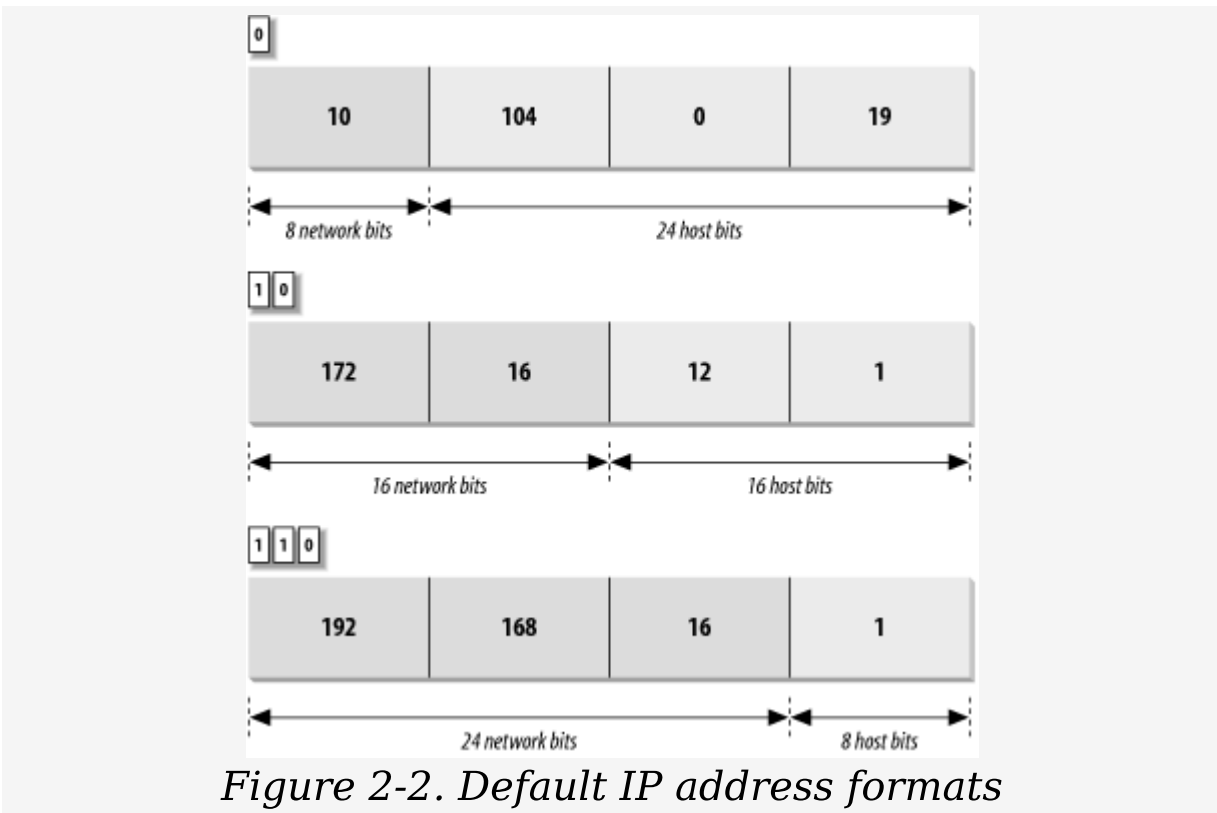 0
10 104 0 19
8 network bits 24 host bits
1 0
172 16 12 1
16 network bits 16 host bits
1 1 0
192 168 16 1
24 network bits 8 host bits
Figure 2-2. Default IP address formats